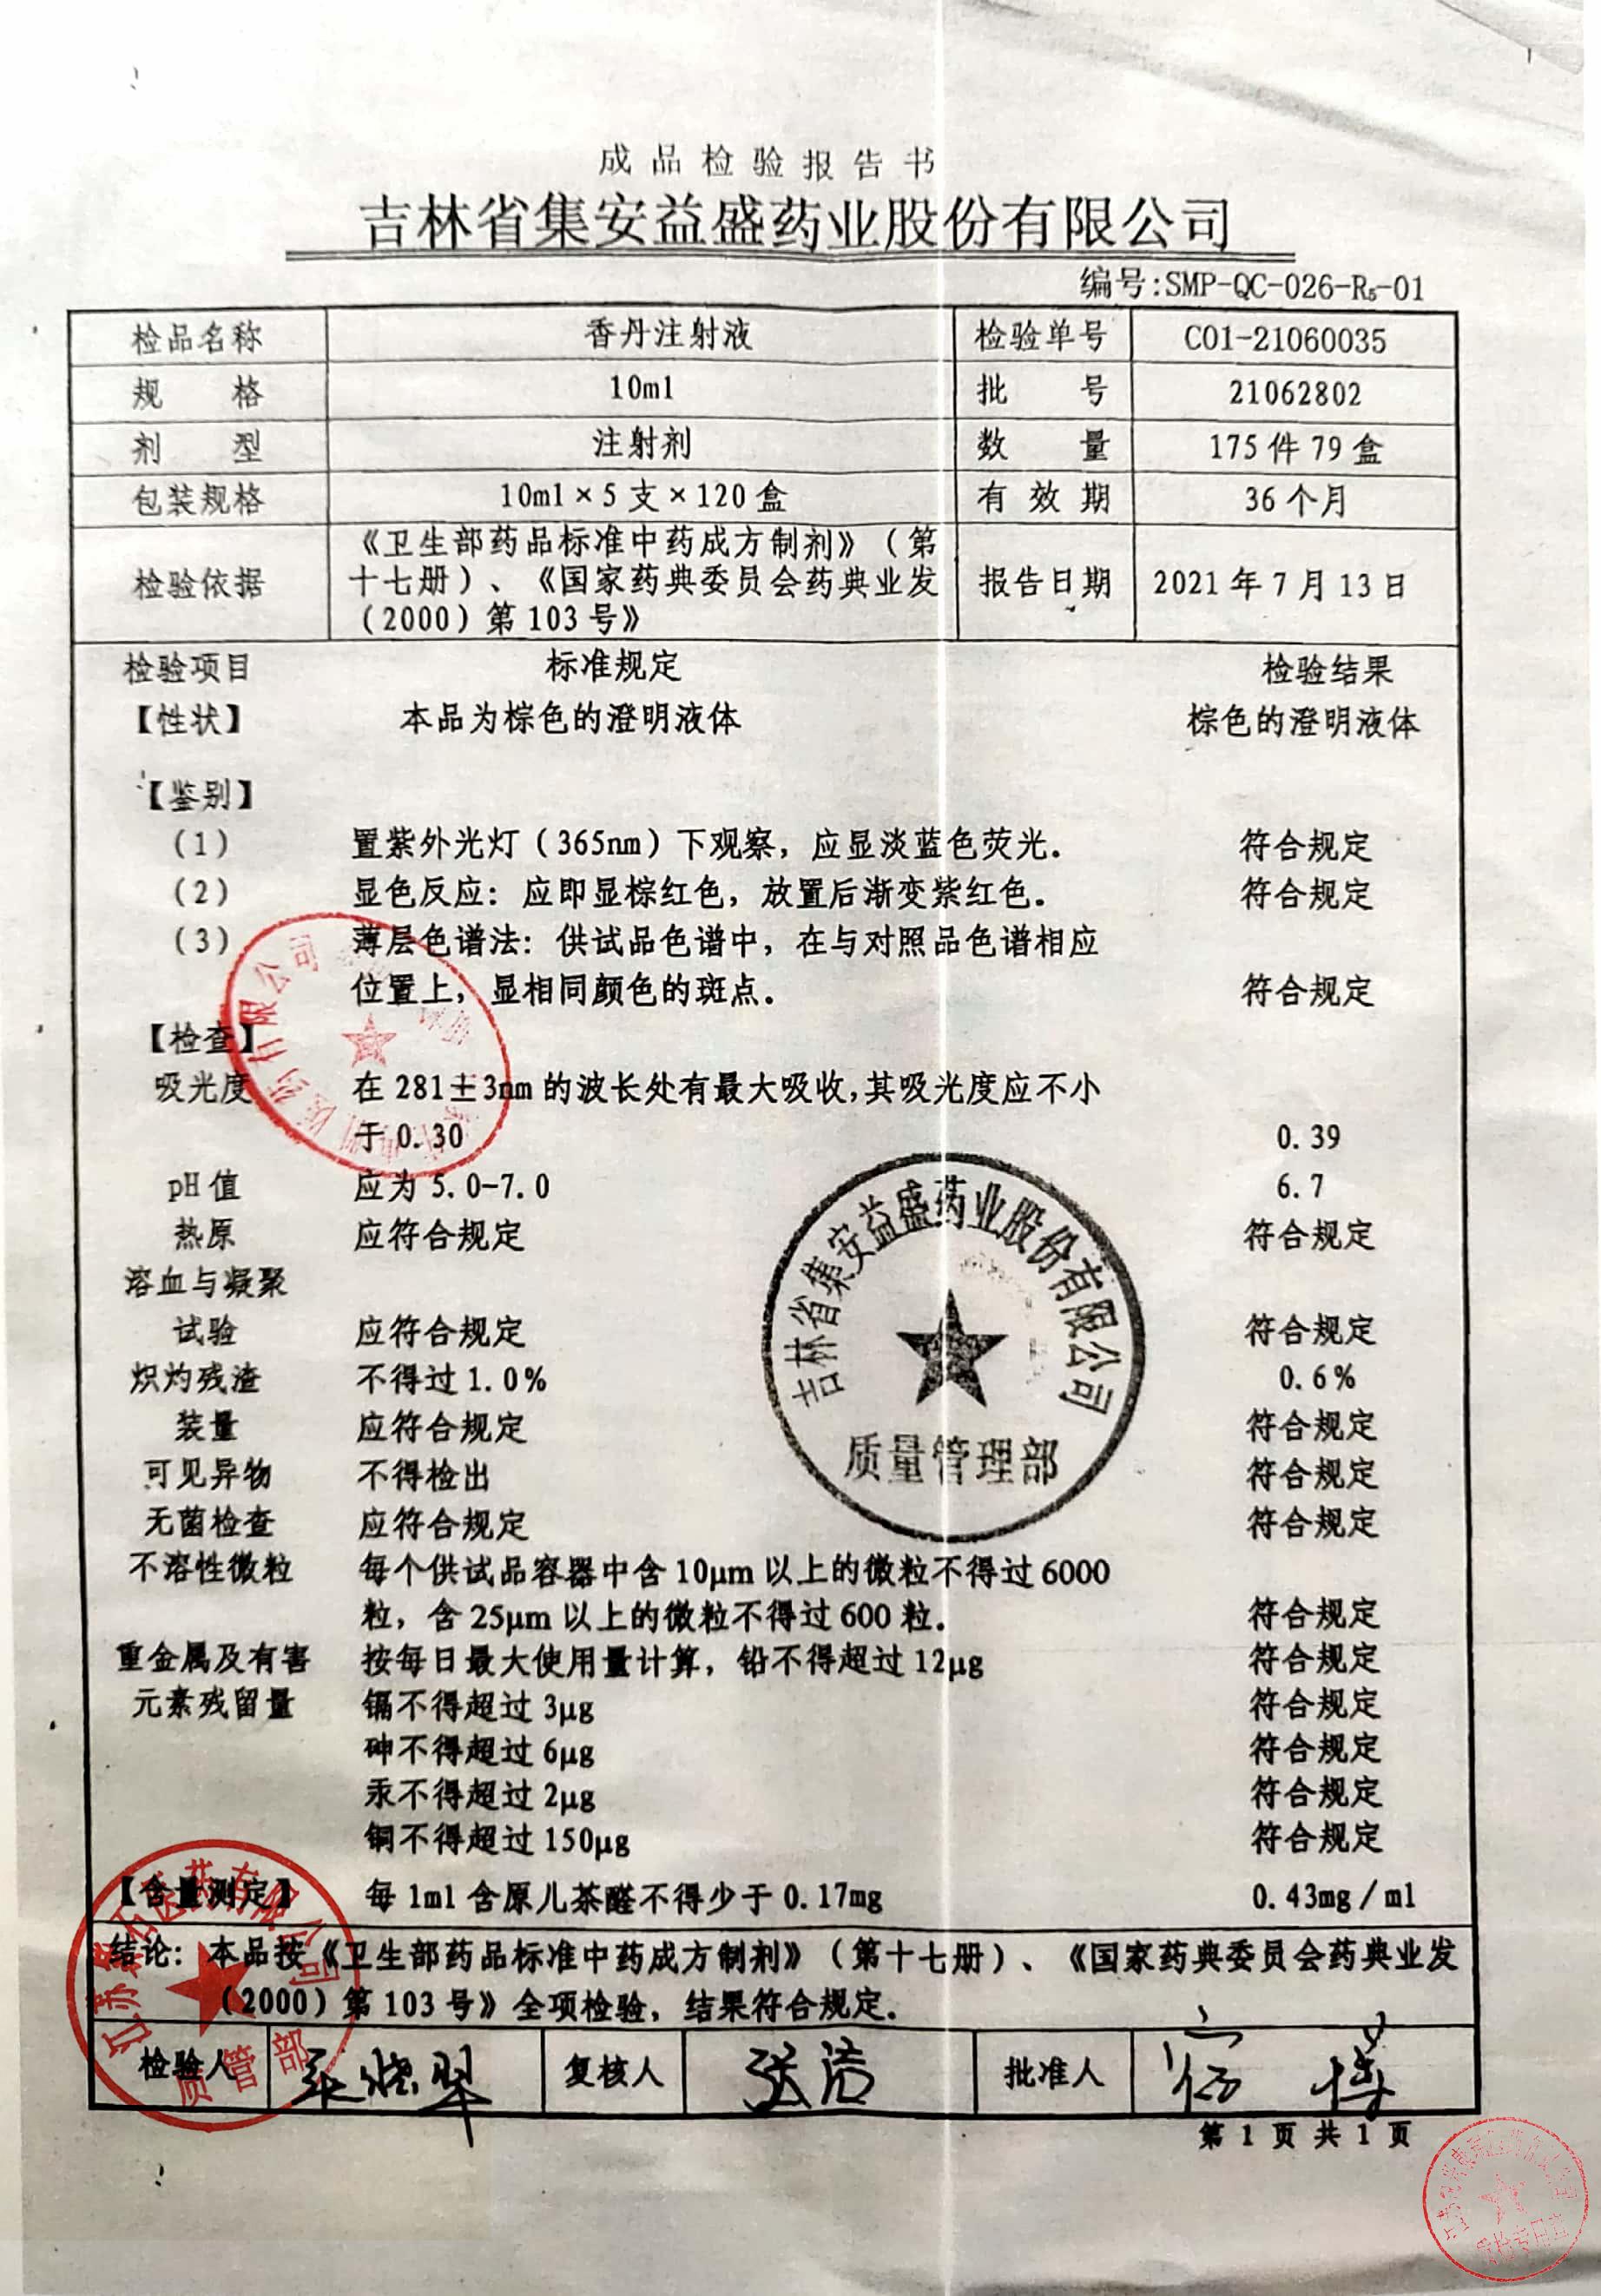 成品检验报告书
吉林省集安益盛药业股份有限公司
编号:SMP-QC-026-R₅-01
检品名称 香丹注射液 检验单号 C01-21060035
规格 10ml 批号 21062802
剂型 注射剂 数量 175件79盒
包装规格 10ml×5支×120盒 有效期 36个月
《卫生部药品标准中药成方制剂》(第
检验依据 十七册)、《国家药典委员会药典业发 报告日期 2021年7月13日
(2000)第103号》
检验项目 标准规定 检验结果
【性状】 本品为棕色的澄明液体 棕色的澄明液体
【鉴别】
(1) 置紫外光灯(365nm)下观察,应显淡蓝色荧光. 符合规定
(2) 显色反应:应即显棕红色,放置后渐变紫红色. 符合规定
(3) 薄层色谱法:供试品色谱中,在与对照品色谱相应
位置上,显相同颜色的斑点. 符合规定
【检查】
吸光度 在281±3nm的波长处有最大吸收,其吸光度应不小
于0.30 0.39
pH值 应为5.0-7.0 6.7
热原 应符合规定 符合规定
溶血与凝聚
试验 应符合规定 符合规定
炽灼残渣 不得过1.0% 0.6%
装量 应符合规定 符合规定
可见异物 不得检出 符合规定
无菌检查 应符合规定 符合规定
不溶性微粒 每个供试品容器中含10μm以上的微粒不得过6000
粒,含25μm以上的微粒不得过600粒. 符合规定
重金属及有害 按每日最大使用量计算,铅不得超过12μg 符合规定
元素残留量 镉不得超过3μg 符合规定
砷不得超过6μg 符合规定
汞不得超过2μg 符合规定
铜不得超过150μg 符合规定
【含量测定】 每1ml含原儿茶醛不得少于0.17mg 0.43mg/ml
结论:本品按《卫生部药品标准中药成方制剂》(第十七册)、《国家药典委员会药典业发
(2000)第103号》全项检验,结果符合规定.
检验人 复核人 张洁 批准人
第1页共1页
吉林省集安益盛药业股份有限公司
质量管理部
医药有限公司
质管部